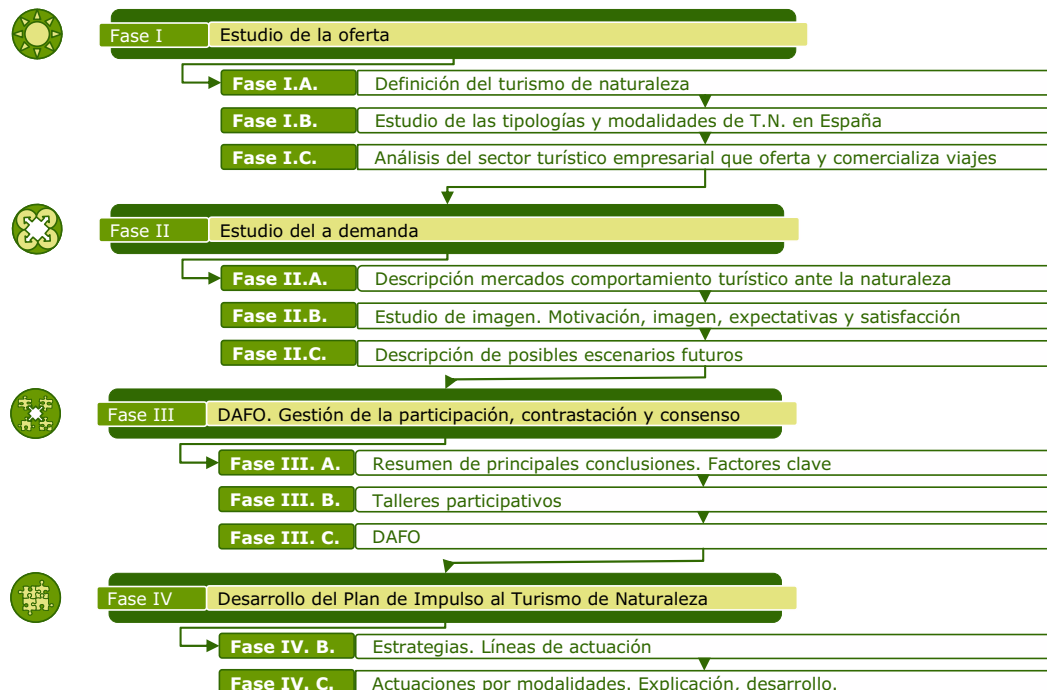 Fase I Estudio de la oferta
Fase I.A. Definición del turismo de naturaleza
Fase I.B. Estudio de las tipologías y modalidades de T.N. en España
Fase I.C. Análisis del sector turístico empresarial que oferta y comercializa viajes
Fase II Estudio del a demanda
Fase II.A. Descripción mercados comportamiento turístico ante la naturaleza
Fase II.B. Estudio de imagen. Motivación, imagen, expectativas y satisfacción
Fase II.C. Descripción de posibles escenarios futuros
Fase III DAFO. Gestión de la participación, contrastación y consenso
Fase III. A. Resumen de principales conclusiones. Factores clave
Fase III. B. Talleres participativos
Fase III. C. DAFO
Fase IV Desarrollo del Plan de Impulso al Turismo de Naturaleza
Fase IV. B. Estrategias. Líneas de actuación
Fase IV. C. Actuaciones por modalidades. Explicación, desarrollo.